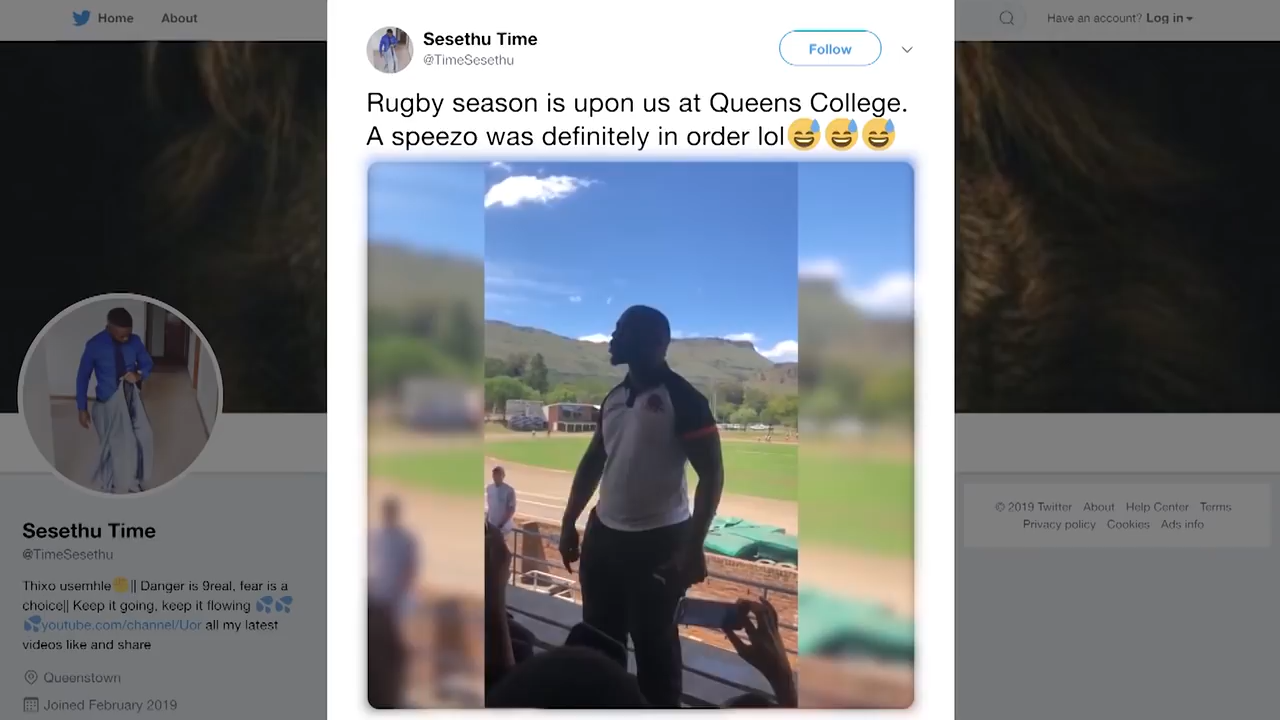 Home About
Have an account? Log in
Sesethu Time
@TimeSesethu
Follow
Rugby season is upon us at Queens College.
A speezo was definitely in order lol😅😅😅
Sesethu Time
@TimeSesethu
Thixo usemhle✊|| Danger is 9real, fear is a
choice|| Keep it going, keep it flowing 💦💦
💦youtube.com/channel/Uor all my latest
videos like and share
Queenstown
Joined February 2019
© 2019 Twitter About Help Center Terms
Privacy policy Cookies Ads info